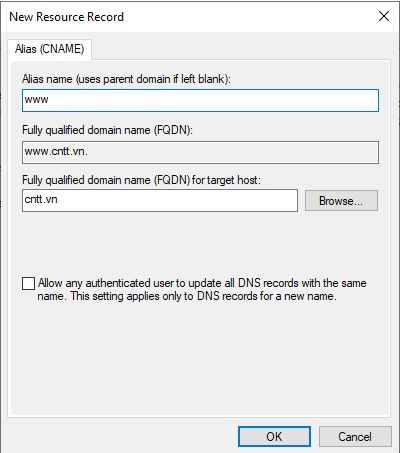 New Resource Record
Alias (CNAME)
Alias name (uses parent domain if left blank):
www
Fully qualified domain name (FQDN):
www.cntt.vn.
Fully qualified domain name (FQDN) for target host:
cntt.vn
Browse...
Allow any authenticated user to update all DNS records with the same
name. This setting applies only to DNS records for a new name.
OK
Cancel